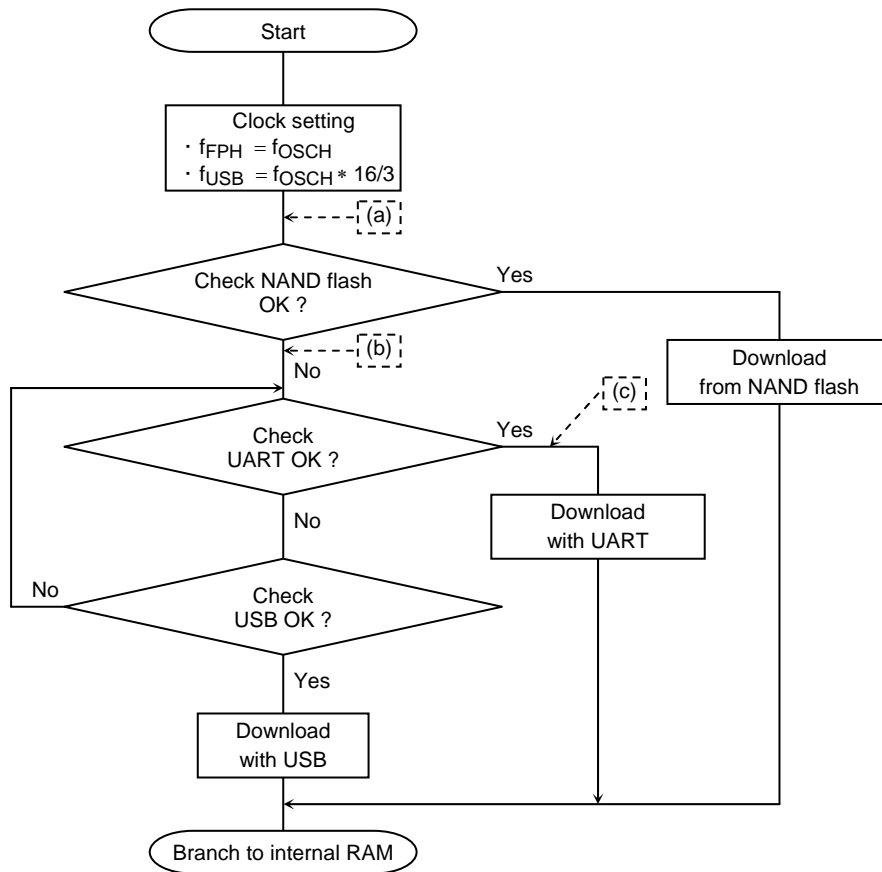 Start
Clock setting
・ fFPH = fOSCH
・ fUSB = fOSCH * 16/3
(a)
Check NAND flash
OK ?
Yes
(b)
No
Download
from NAND flash
(c)
Check
UART OK ?
Yes
Download
with UART
No
No
Check
USB OK ?
Yes
Download
with USB
Branch to internal RAM